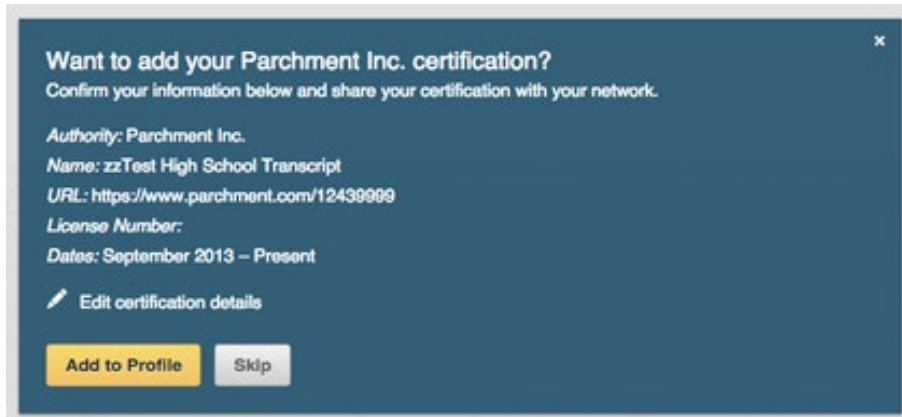 Want to add your Parchment Inc. certification?
×
Confirm your information below and share your certification with your network.
Authority: Parchment Inc.
Name: zzTest High School Transcript
URL: https://www.parchment.com/12439999
License Number:
Dates: September 2013 – Present
Edit certification details
Add to Profile
Skip